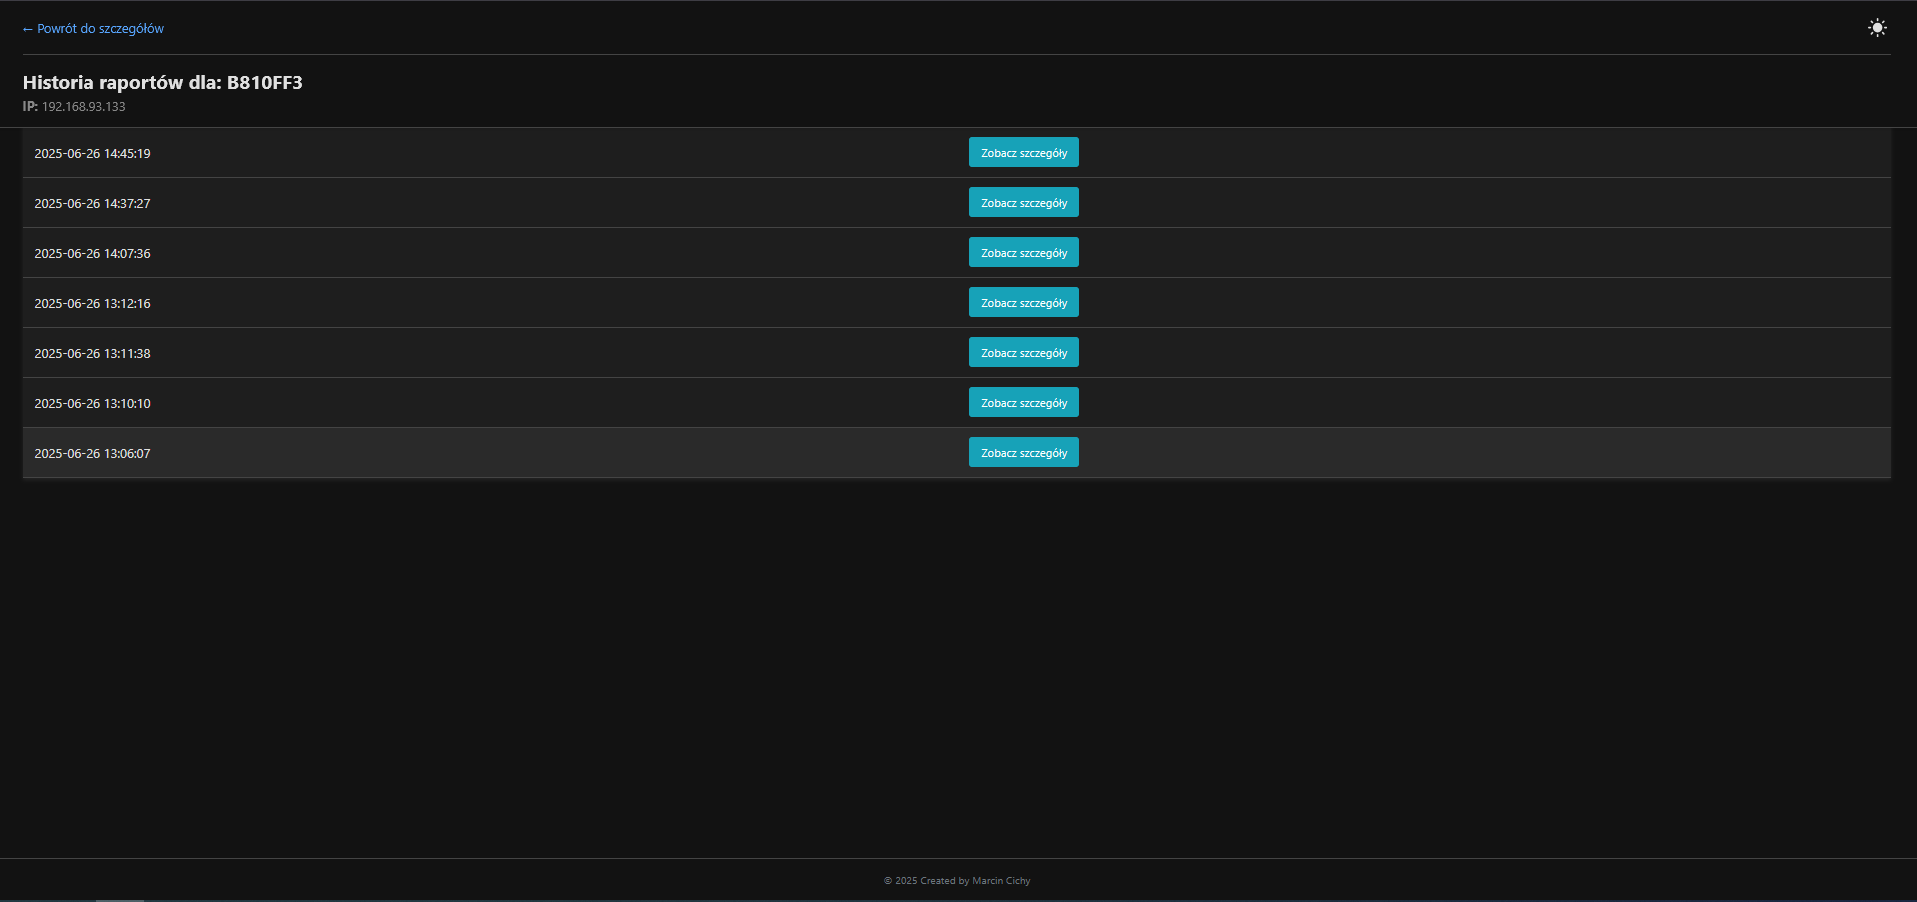 ← Powrót do szczegółów
Historia raportów dla: B810FF3
IP: 192.168.93.133
2025-06-26 14:45:19 Zobacz szczegóły
2025-06-26 14:37:27 Zobacz szczegóły
2025-06-26 14:07:36 Zobacz szczegóły
2025-06-26 13:12:16 Zobacz szczegóły
2025-06-26 13:11:38 Zobacz szczegóły
2025-06-26 13:10:10 Zobacz szczegóły
2025-06-26 13:06:07 Zobacz szczegóły
© 2025 Created by Marcin Cichy